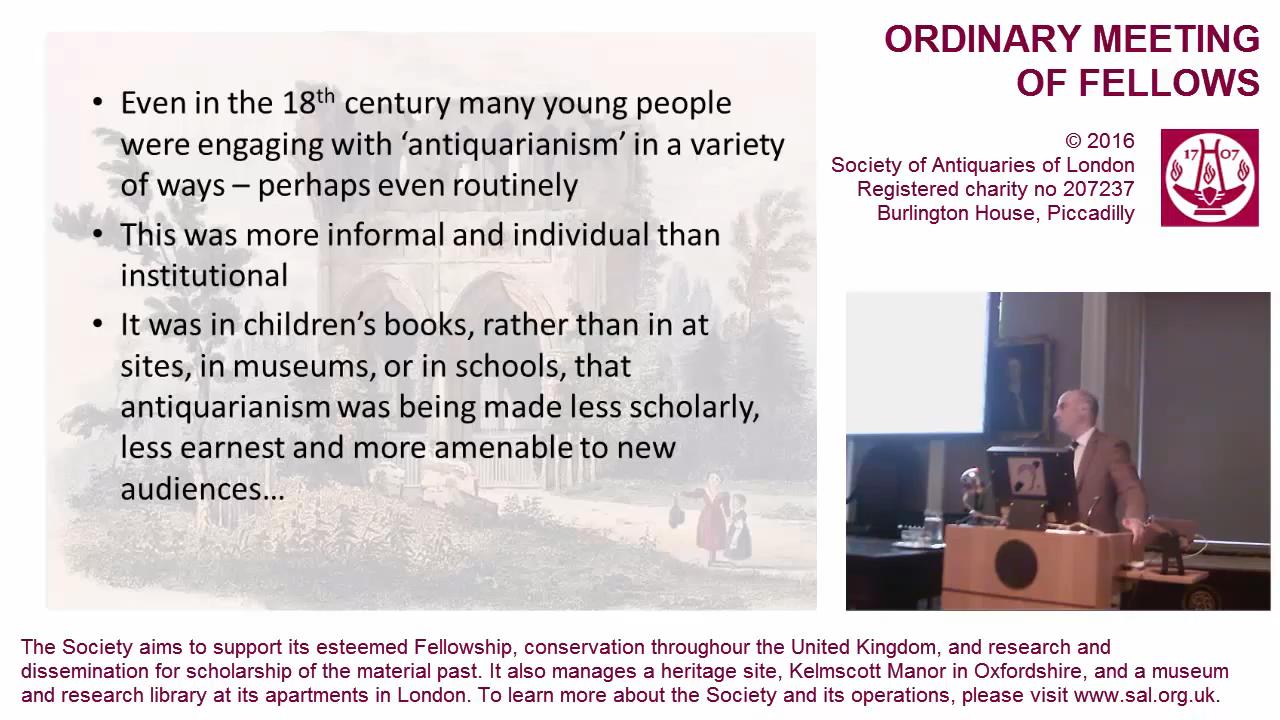 • Even in the 18th century many young people
were engaging with ‘antiquarianism’ in a variety
of ways – perhaps even routinely
• This was more informal and individual than
institutional
• It was in children’s books, rather than in at
sites, in museums, or in schools, that
antiquarianism was being made less scholarly,
less earnest and more amenable to new
audiences…
ORDINARY MEETING
OF FELLOWS
© 2016
Society of Antiquaries of London
Registered charity no 207237
Burlington House, Piccadilly
1707
The Society aims to support its esteemed Fellowship, conservation throughour the United Kingdom, and research and
dissemination for scholarship of the material past. It also manages a heritage site, Kelmscott Manor in Oxfordshire, and a museum
and research library at its apartments in London. To learn more about the Society and its operations, please visit www.sal.org.uk.